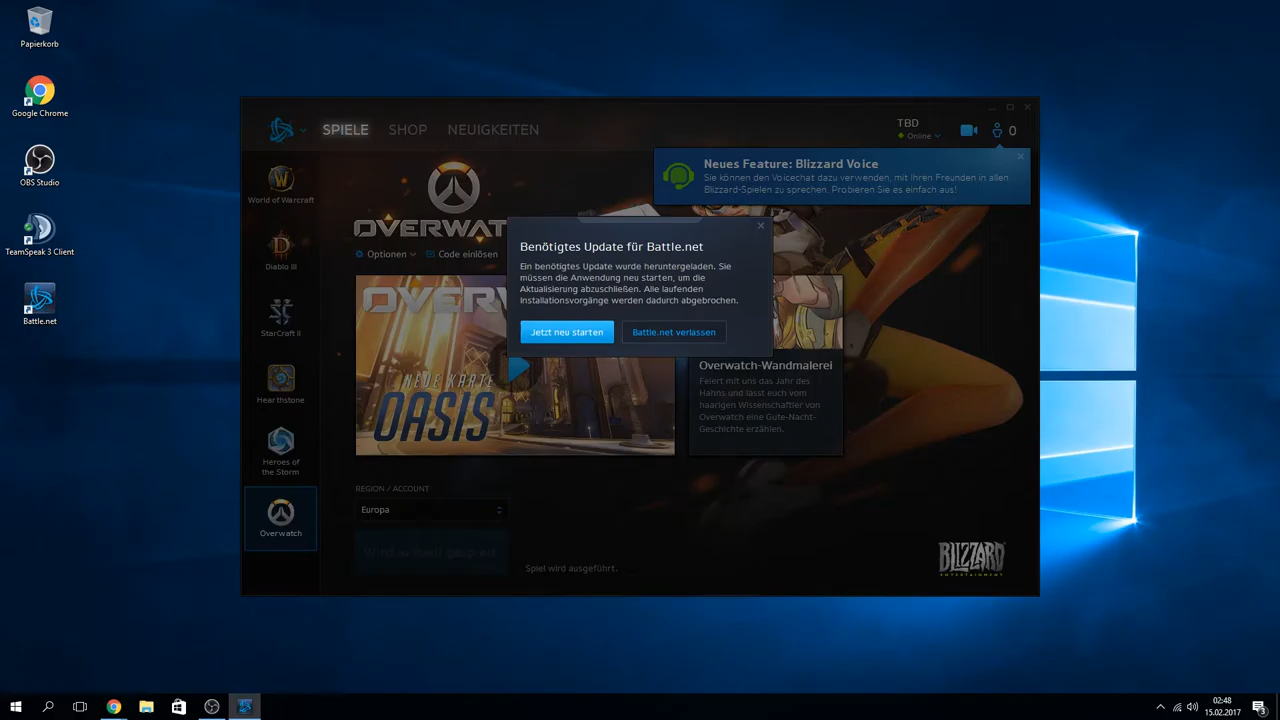 Papierkorb
Google Chrome
OBS Studio
TeamSpeak 3 Client
Battle.net
SPIELE SHOP NEUIGKEITEN
TBD
Online
0
Neues Feature: Blizzard Voice
Sie können den Voicechat dazu verwenden, mit Ihren Freunden in allen
Blizzard-Spielen zu sprechen. Probieren Sie es einfach aus!
World of Warcraft
Diablo III
StarCraft II
Hearthstone
Heroes of
the Storm
Overwatch
OVERWATC
Optionen
Code einlösen
Benötigtes Update für Battle.net
Ein benötigtes Update wurde heruntergeladen. Sie
müssen die Anwendung neu starten, um die
Aktualisierung abzuschließen. Alle laufenden
Installationsvorgänge werden dadurch abgebrochen.
Jetzt neu starten
Battle.net verlassen
OVERW
NEUE KARTE
OASIS
Overwatch-Wandmalerei
Feiert mit uns das Jahr des
Hahns und lasst euch vom
haarigen Wissenschaftler von
Overwatch eine Gute-Nacht-
Geschichte erzählen.
REGION / ACCOUNT
Europa
Spiel wird ausgeführt.
BLIZZARD
ENTERTAINMENT
02:48
15.02.2017
3